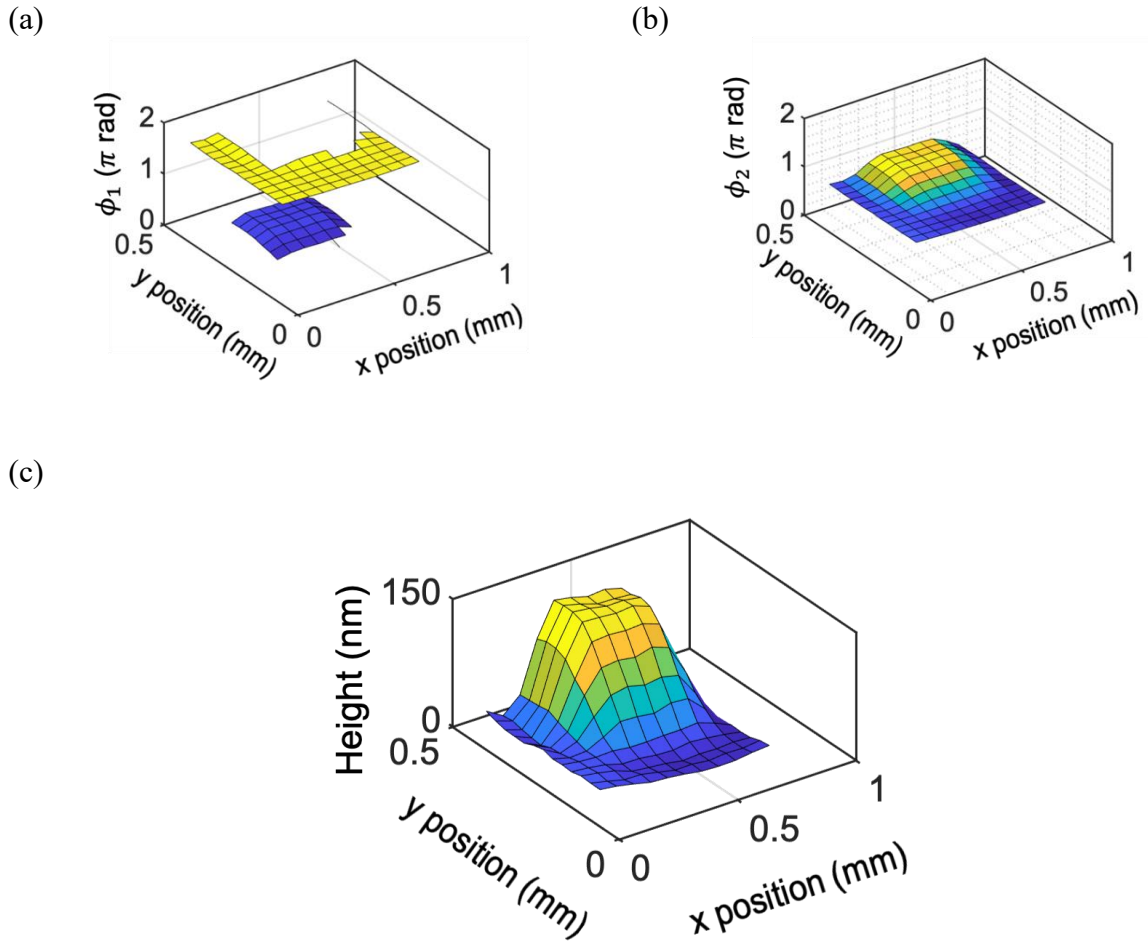 (a)
(b)
ϕ₁ (π rad)
2
1
0
0.5
y position (mm)
0
0
0.5
1
x position (mm)
ϕ₂ (π rad)
2
1
0
0.5
y position (mm)
0
0
0.5
1
x position (mm)
(c)
Height (nm)
150
0
0.5
y position (mm)
0
0
0.5
1
x position (mm)